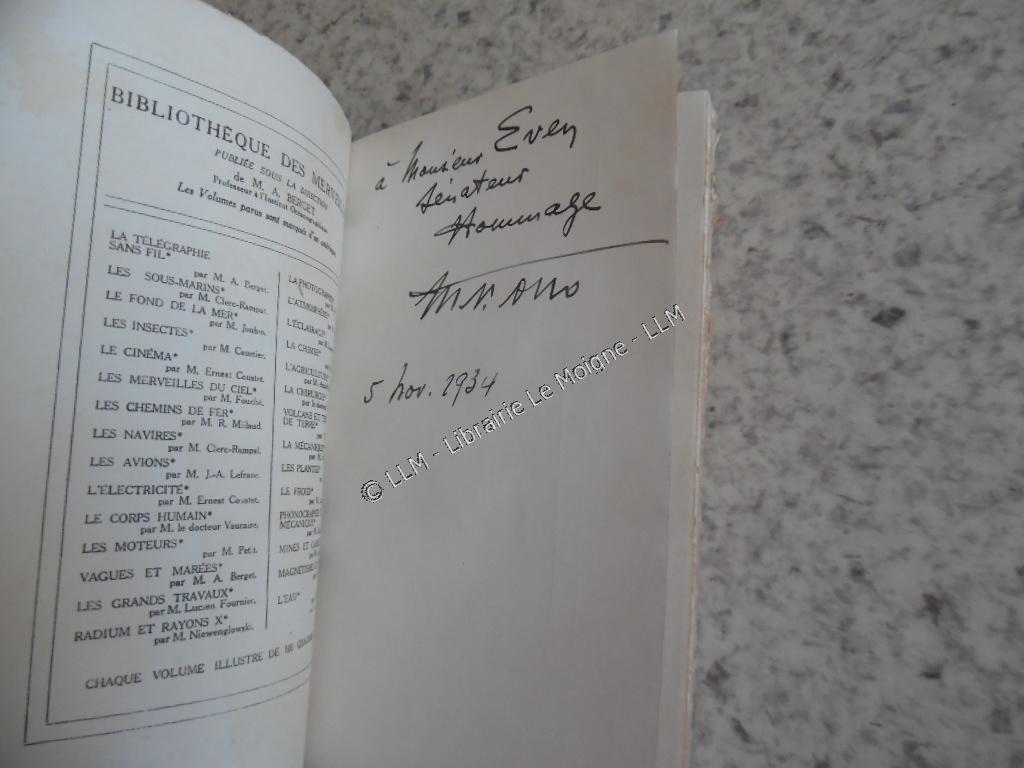 BIBLIOTHÈQUE DES MERVEI
PUBLIÉE SOUS LA DIRECTION
de M. A. BERGET
Professeur à l'Institut Océanographique
Les Volumes parus sont marqués d'un
LA TÉLÉGRAPHIE
SANS FIL*
par M. A. Berget.
LES SOUS-MARINS*
par M. Clerc-Rampal.
LE FOND DE LA MER*
par M. Joubin.
LES INSECTES*
par M. Caustier.
LE CINÉMA*
par M. Ernest Coustet.
LES MERVEILLES DU CIEL*
par M. Fouché.
LES CHEMINS DE FER*
par M. R. Millaud.
LES NAVIRES*
par M. Clerc-Rampal.
LES AVIONS*
par M. J.-A. Lefranc.
L'ÉLECTRICITÉ*
par M. Ernest Coustet.
LE CORPS HUMAIN*
par M. le docteur Vaucaire.
LES MOTEURS*
par M. Petit.
VAGUES ET MARÉES*
par M. A. Berget.
LES GRANDS TRAVAUX*
par M. Lucien Fournier.
RADIUM ET RAYONS X*
par M. Niewenglowski.
LA PHOTOGRAPHIE
L'ATMOSPHÈRE*
L'ÉCLAIRAGE
LA CHIMIE*
L'AGRICULTU
LA CHIRURGIE*
VOLCANS ET T
DE TERRE*
LA MÉCANIQUE
LES PLANTES*
LE FROID*
PHONOGRAPHE
MÉCANIQUE*
MINES ET
MAGNÉTISME
L'EAU*
CHAQUE VOLUME ILLUSTRÉ DE 100 GRAVURES
à Monsieur Even
Sénateur
Hommage
5 Nov. 1934
© LLM - Librairie Le Moigne - LLM